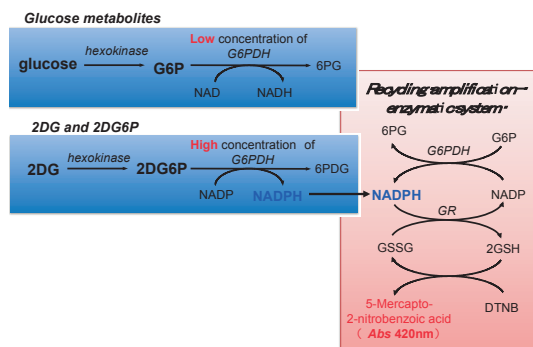 Glucose metabolites
hexokinase
Low concentration of
G6PDH
glucose
G6P
6PG
NAD
NADH
2DG and 2DG6P
hexokinase
High concentration of
G6PDH
2DG
2DG6P
6PDG
NADP
NADPH
Recycling amplification
enzymatic system
6PG
G6P
G6PDH
NADPH
NADP
GR
GSSG
2GSH
5-Mercapto-
2-nitrobenzoic acid
( Abs 420nm)
DTNB